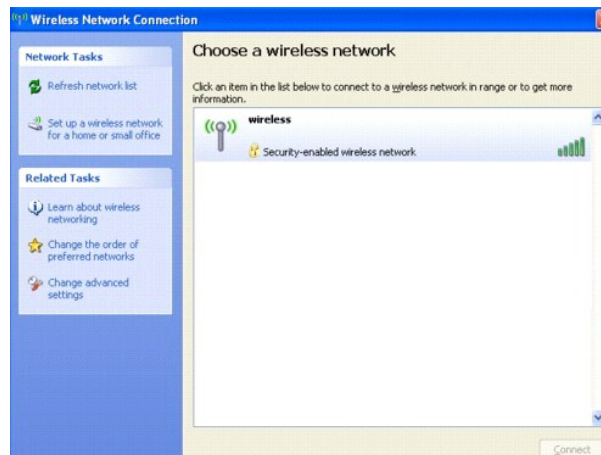 Wireless Network Connection
Network Tasks
Refresh network list
Set up a wireless network
for a home or small office
Related Tasks
Learn about wireless
networking
Change the order of
preferred networks
Change advanced
settings
Choose a wireless network
Click an item in the list below to connect to a wireless network in range or to get more
information.
wireless
Security-enabled wireless network
Connect